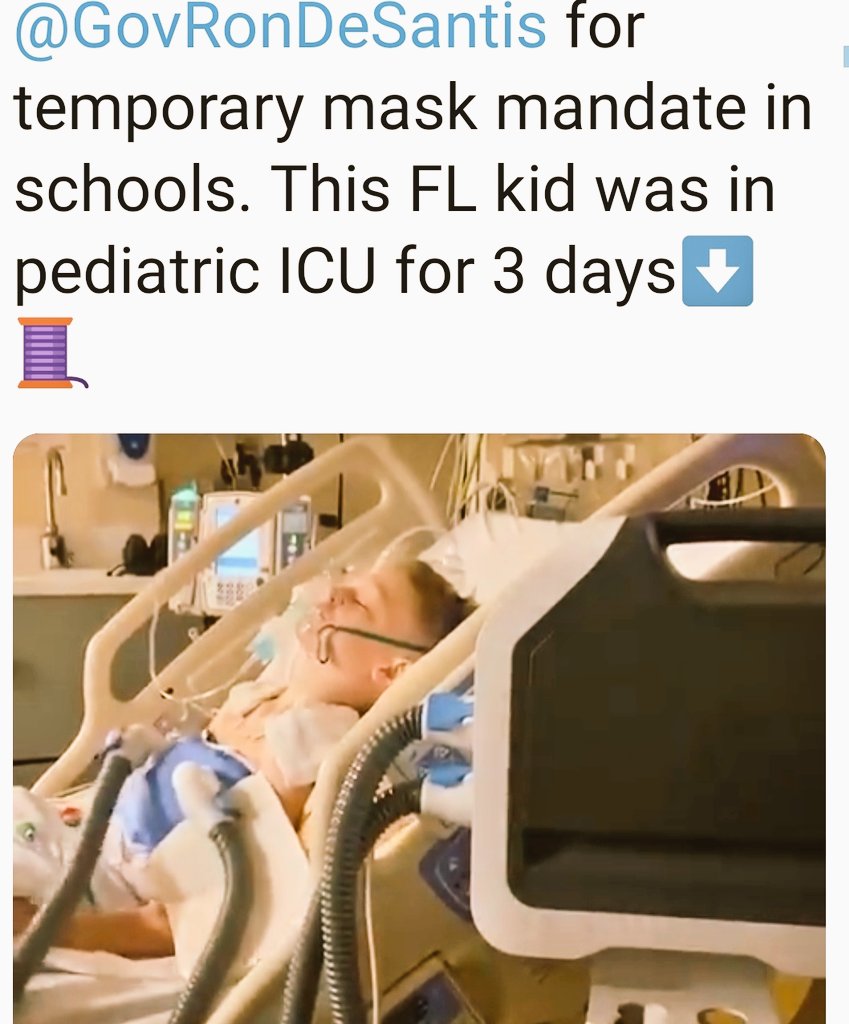 @GovRonDeSantis for
temporary mask mandate in
schools. This FL kid was in
pediatric ICU for 3 days⬇️
🧵